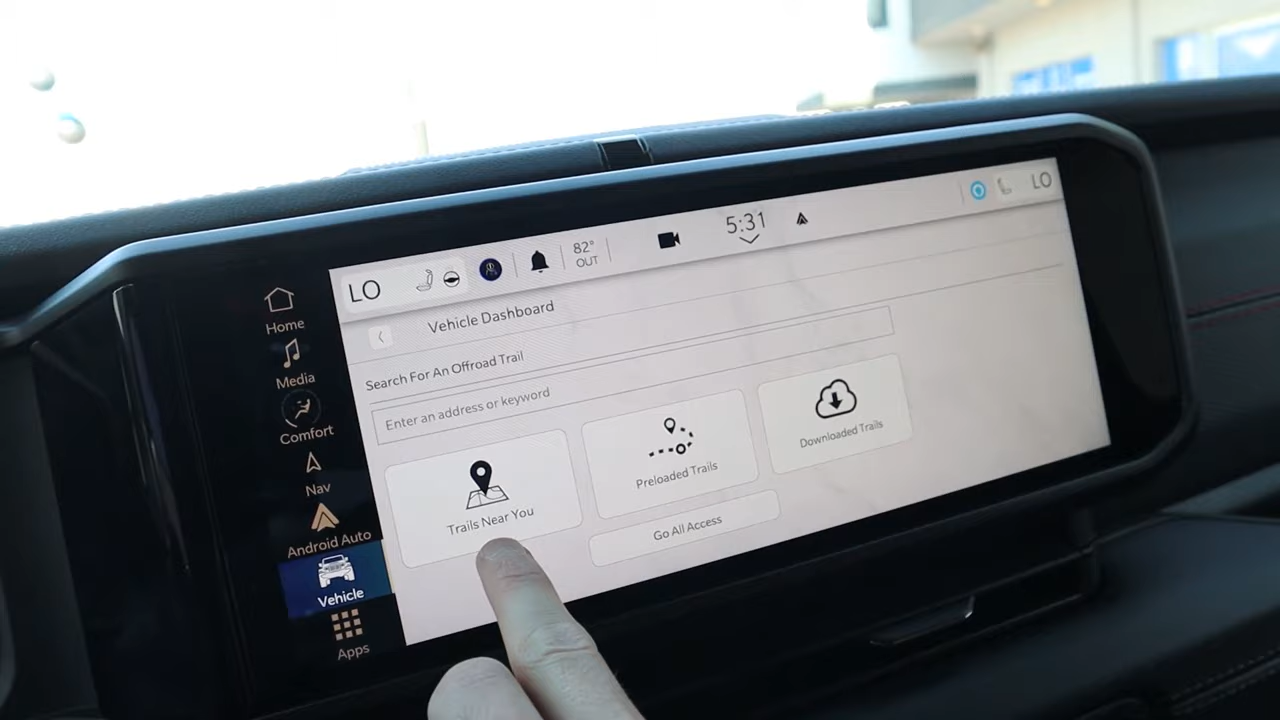 LO
82°
OUT
5:31
LO
Home
Media
Comfort
Nav
Android Auto
Vehicle
Apps
Vehicle Dashboard
Search For An Offroad Trail
Enter an address or keyword
Trails Near You
Preloaded Trails
Downloaded Trails
Go All Access